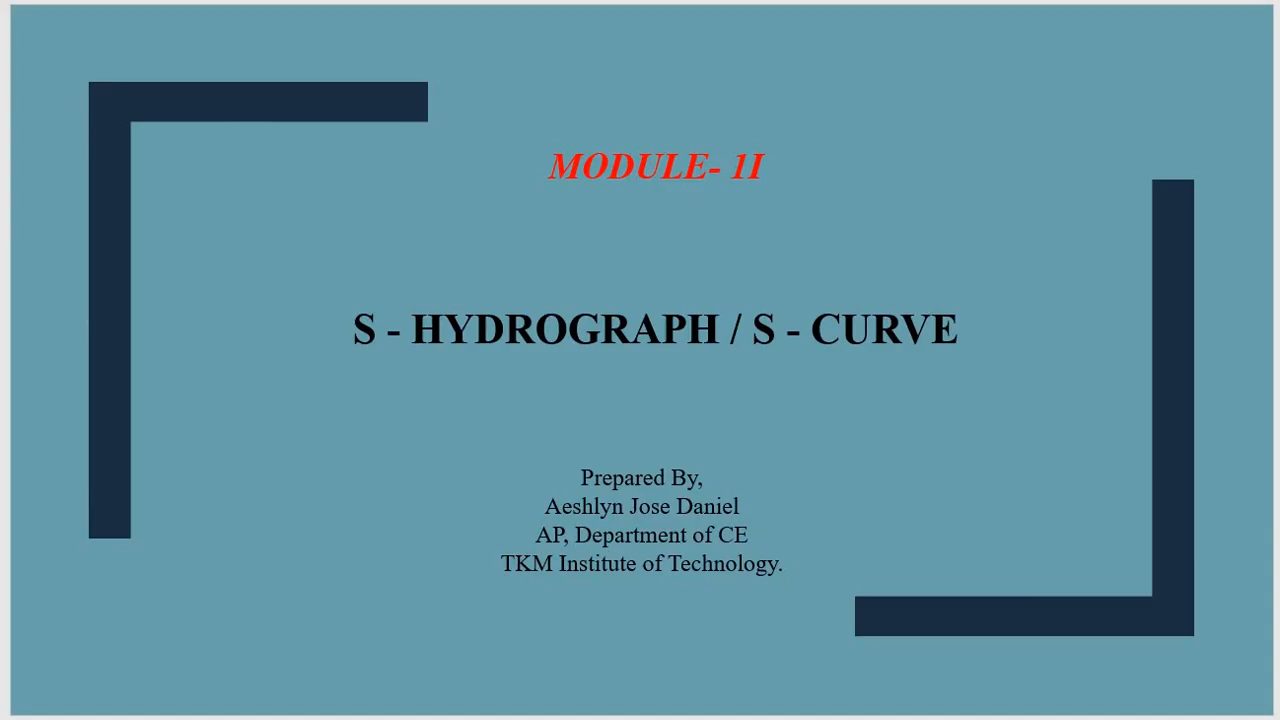 MODULE- 1I
S - HYDROGRAPH / S - CURVE
Prepared By,
Aeshlyn Jose Daniel
AP, Department of CE
TKM Institute of Technology.